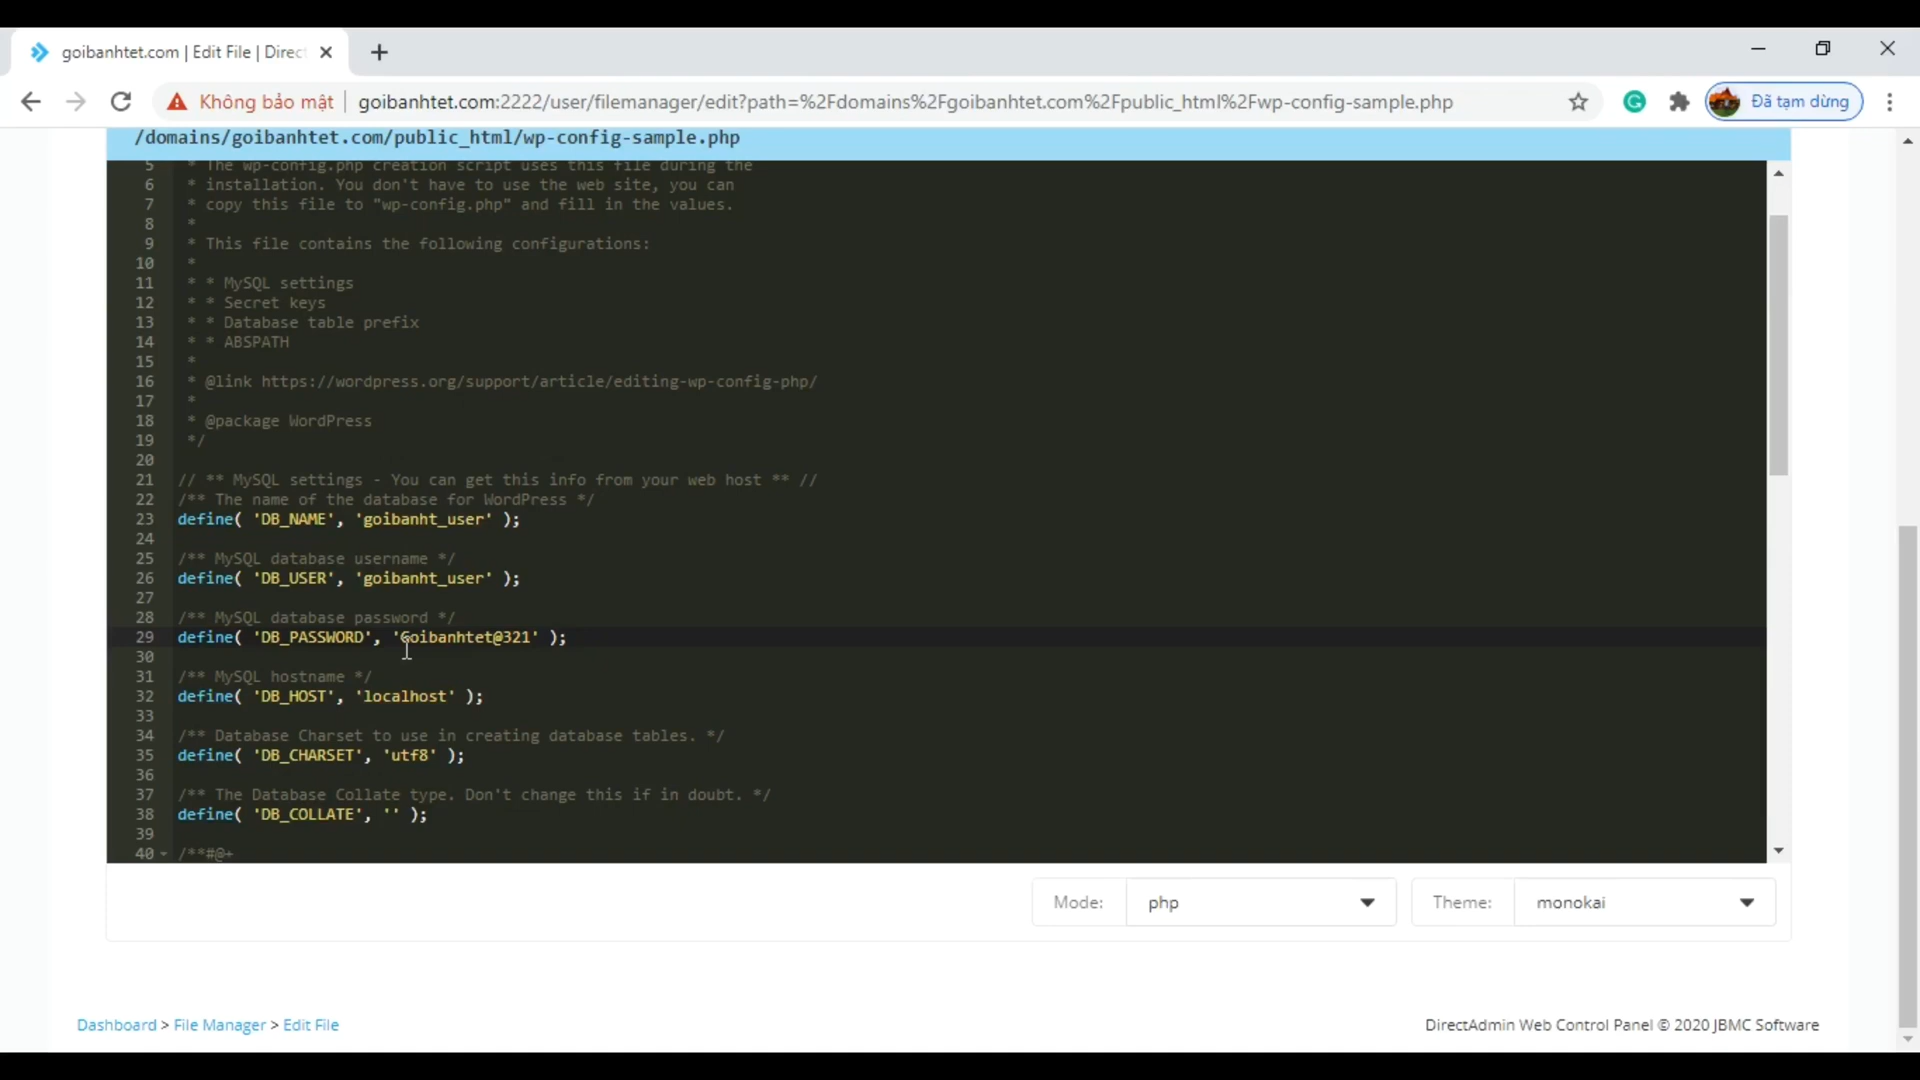 goibanhtet.com | Edit File | Direc
Không bảo mật
goibanhtet.com:2222/user/filemanager/edit?path=%2Fdomains%2Fgoibanhtet.com%2Fpublic_html%2Fwp-config-sample.php
Đã tạm dừng
/domains/goibanhtet.com/public_html/wp-config-sample.php
5 * The wp-config.php creation script uses this file during the
6 * installation. You don't have to use the web site, you can
7 * copy this file to "wp-config.php" and fill in the values.
8 *
9 * This file contains the following configurations:
10 *
11 * * MySQL settings
12 * * Secret keys
13 * * Database table prefix
14 * * ABSPATH
15 *
16 * @link https://wordpress.org/support/article/editing-wp-config-php/
17 *
18 * @package WordPress
19 */
20
21 // ** MySQL settings - You can get this info from your web host ** //
22 /** The name of the database for WordPress */
23 define( 'DB_NAME', 'goibanht_user' );
24
25 /** MySQL database username */
26 define( 'DB_USER', 'goibanht_user' );
27
28 /** MySQL database password */
29 define( 'DB_PASSWORD', 'Goibanhtet@321' );
30
31 /** MySQL hostname */
32 define( 'DB_HOST', 'localhost' );
33
34 /** Database Charset to use in creating database tables. */
35 define( 'DB_CHARSET', 'utf8' );
36
37 /** The Database Collate type. Don't change this if in doubt. */
38 define( 'DB_COLLATE', '' );
39
40 /**#@+
Mode: php Theme: monokai
Dashboard > File Manager > Edit File
DirectAdmin Web Control Panel © 2020 JBMC Software